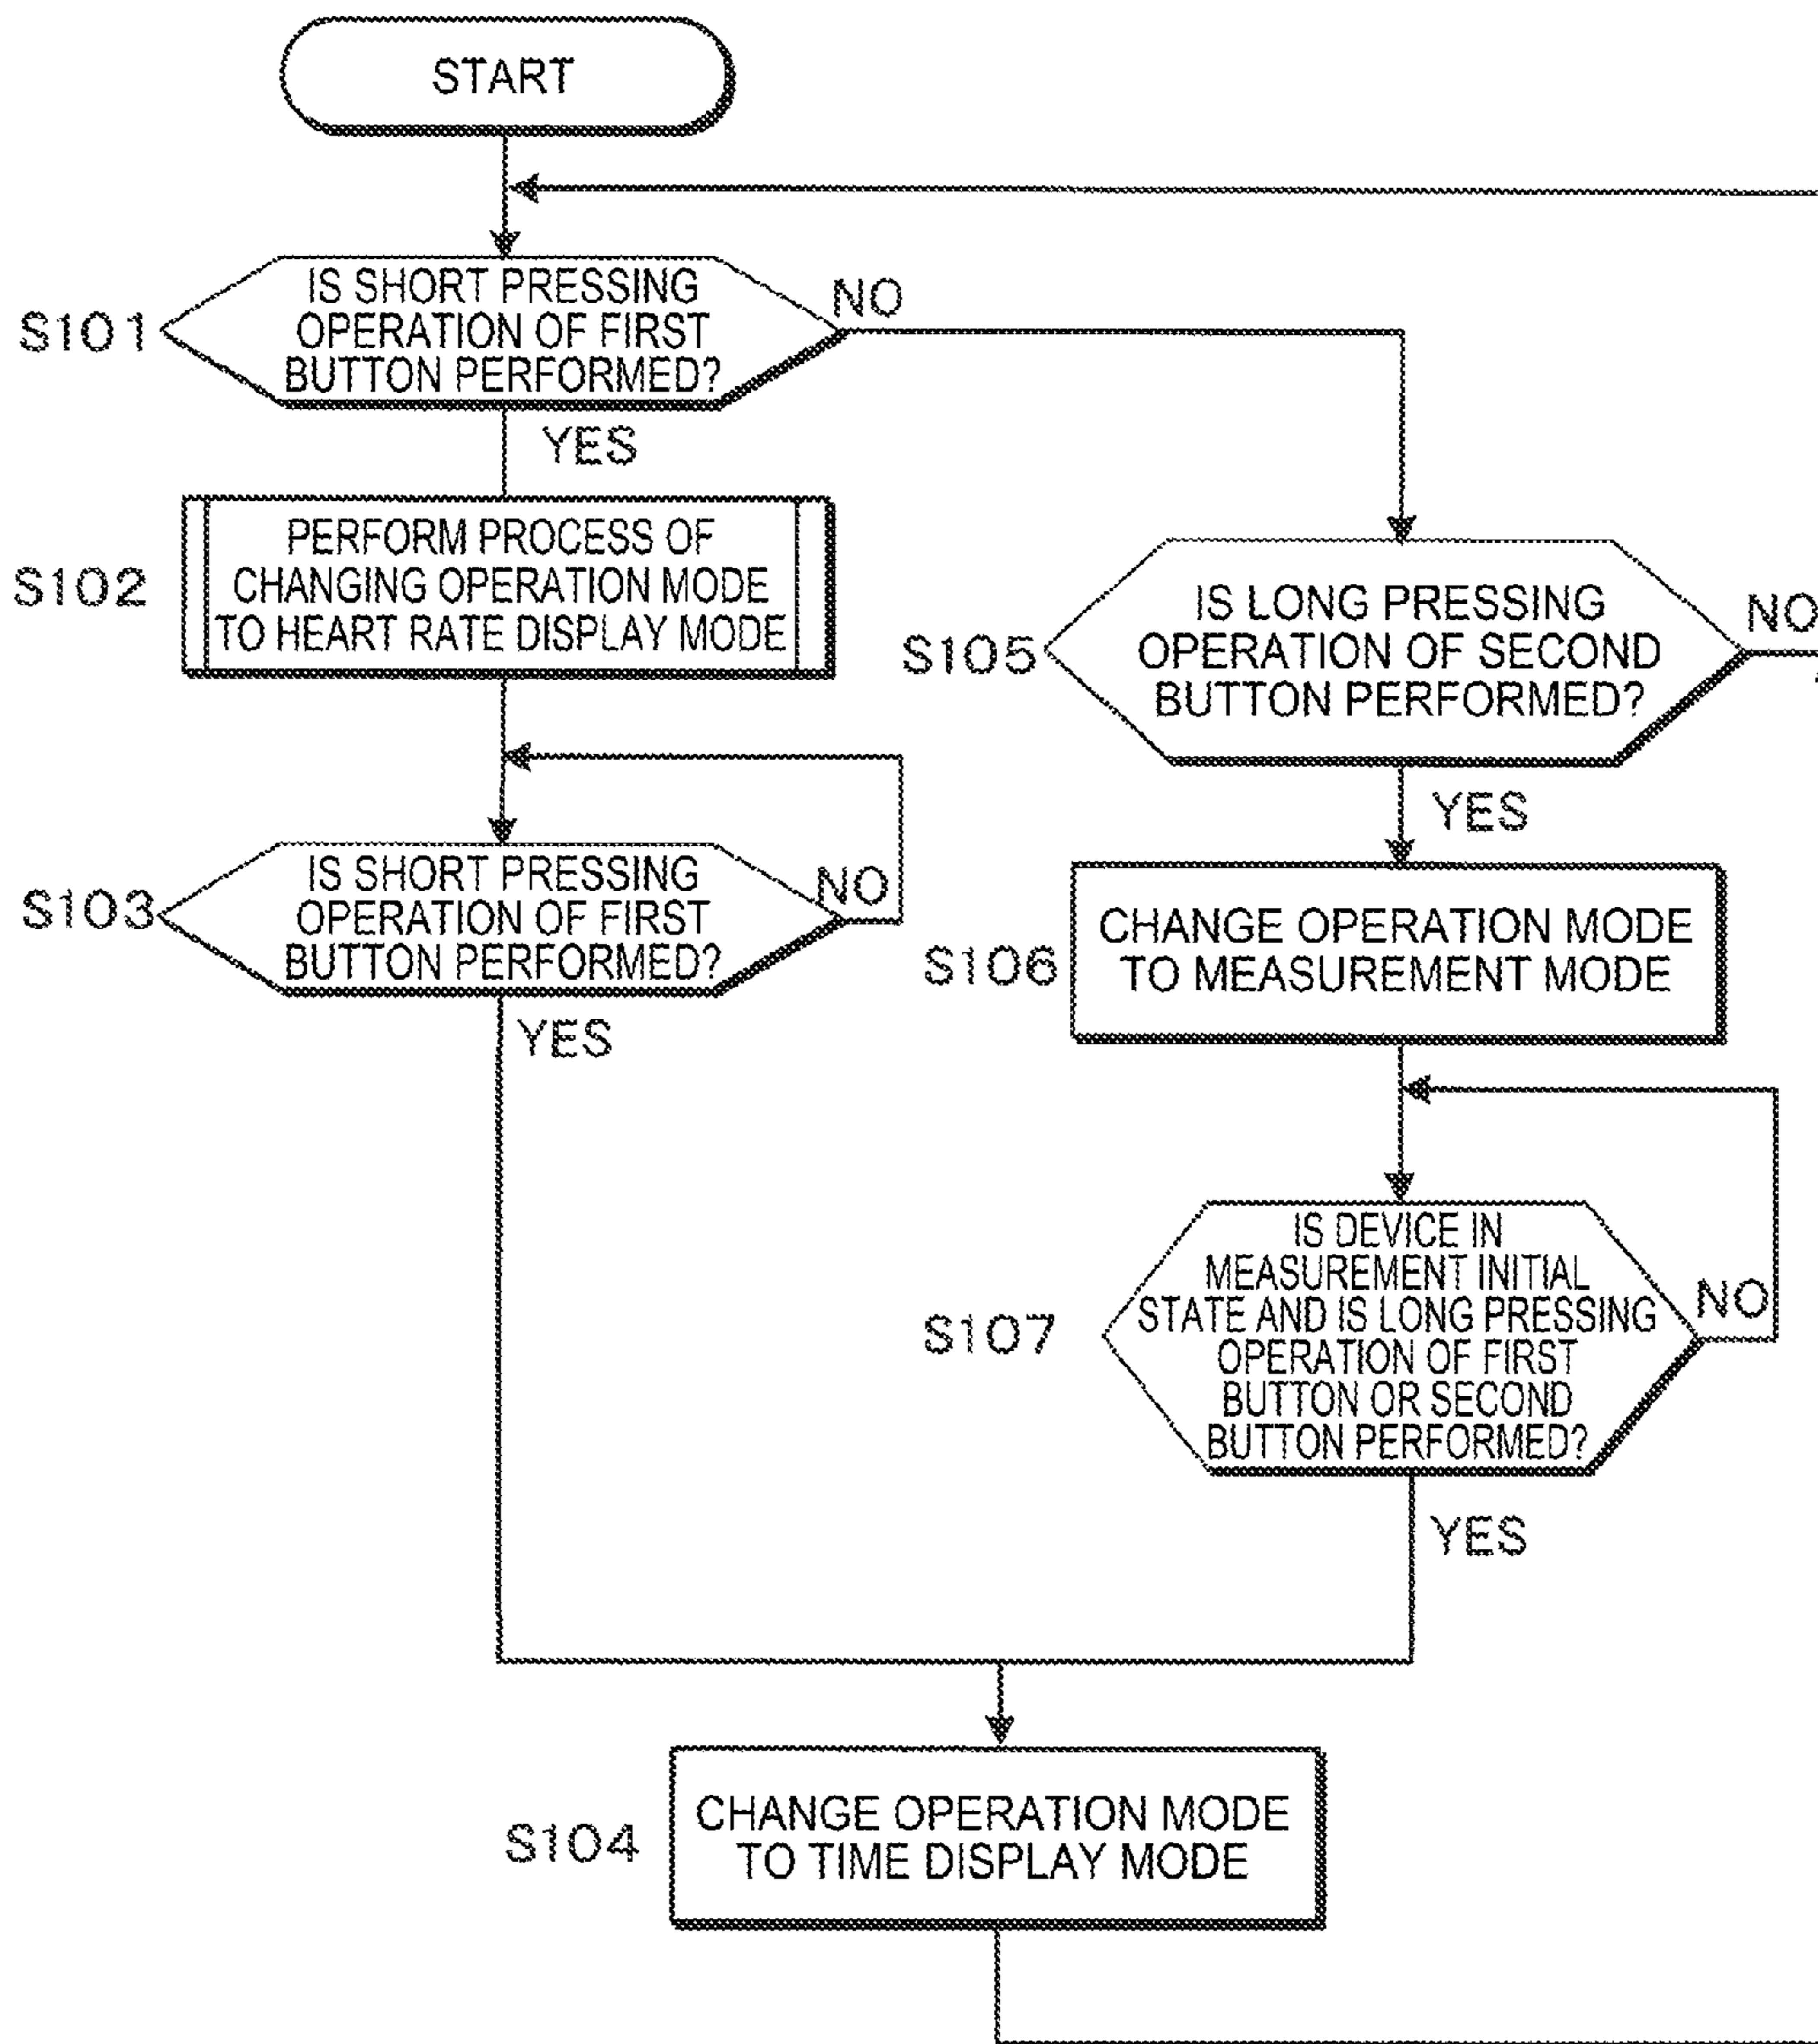 START
S101
IS SHORT PRESSING
OPERATION OF FIRST
BUTTON PERFORMED?
NO
YES
S102
PERFORM PROCESS OF
CHANGING OPERATION MODE
TO HEART RATE DISPLAY MODE
S103
IS SHORT PRESSING
OPERATION OF FIRST
BUTTON PERFORMED?
NO
YES
S105
IS LONG PRESSING
OPERATION OF SECOND
BUTTON PERFORMED?
NO
YES
S106
CHANGE OPERATION MODE
TO MEASUREMENT MODE
S107
IS DEVICE IN
MEASUREMENT INITIAL
STATE AND IS LONG PRESSING
OPERATION OF FIRST
BUTTON OR SECOND
BUTTON PERFORMED?
NO
YES
S104
CHANGE OPERATION MODE
TO TIME DISPLAY MODE